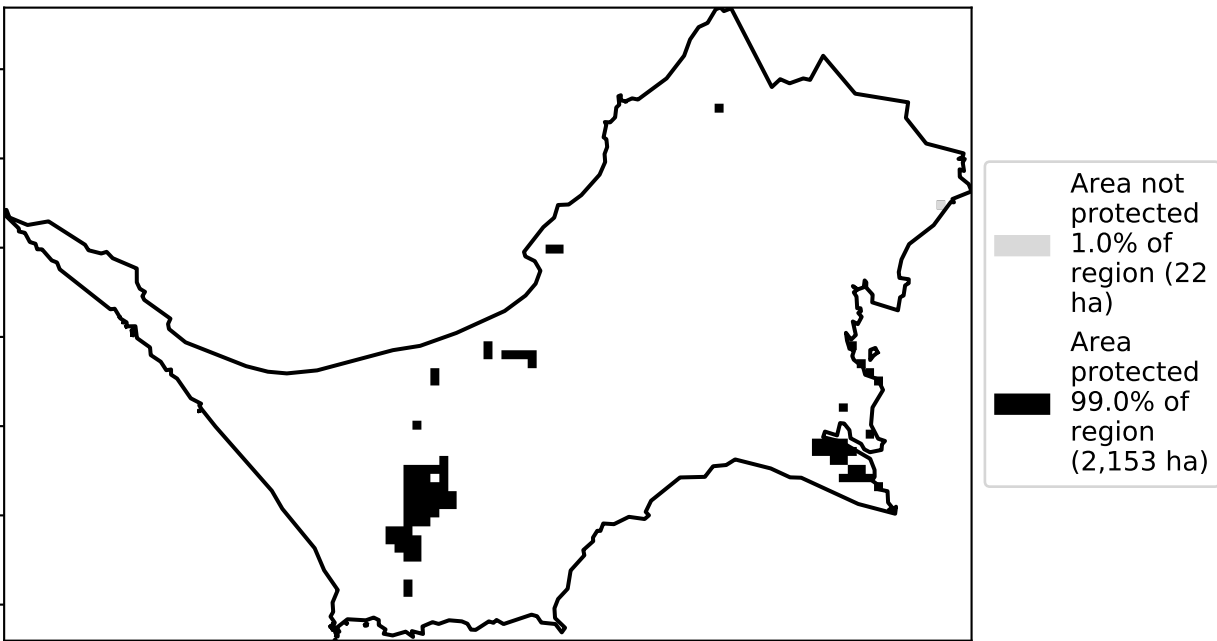 Area not
protected
1.0% of
region (22
ha)
Area
protected
99.0% of
region
(2,153 ha)